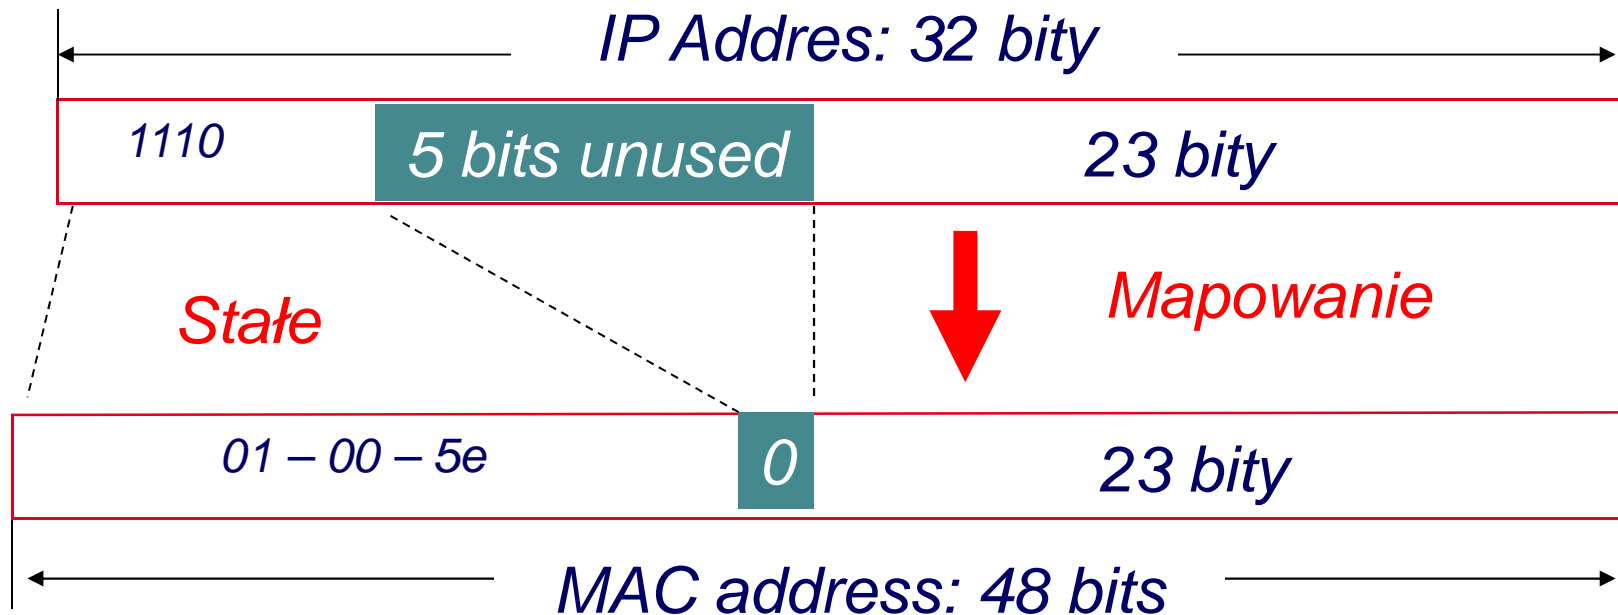 IP Addres: 32 bity
1110
5 bits unused
23 bity
Stałe
Mapowanie
01 – 00 – 5e
0
23 bity
MAC address: 48 bits